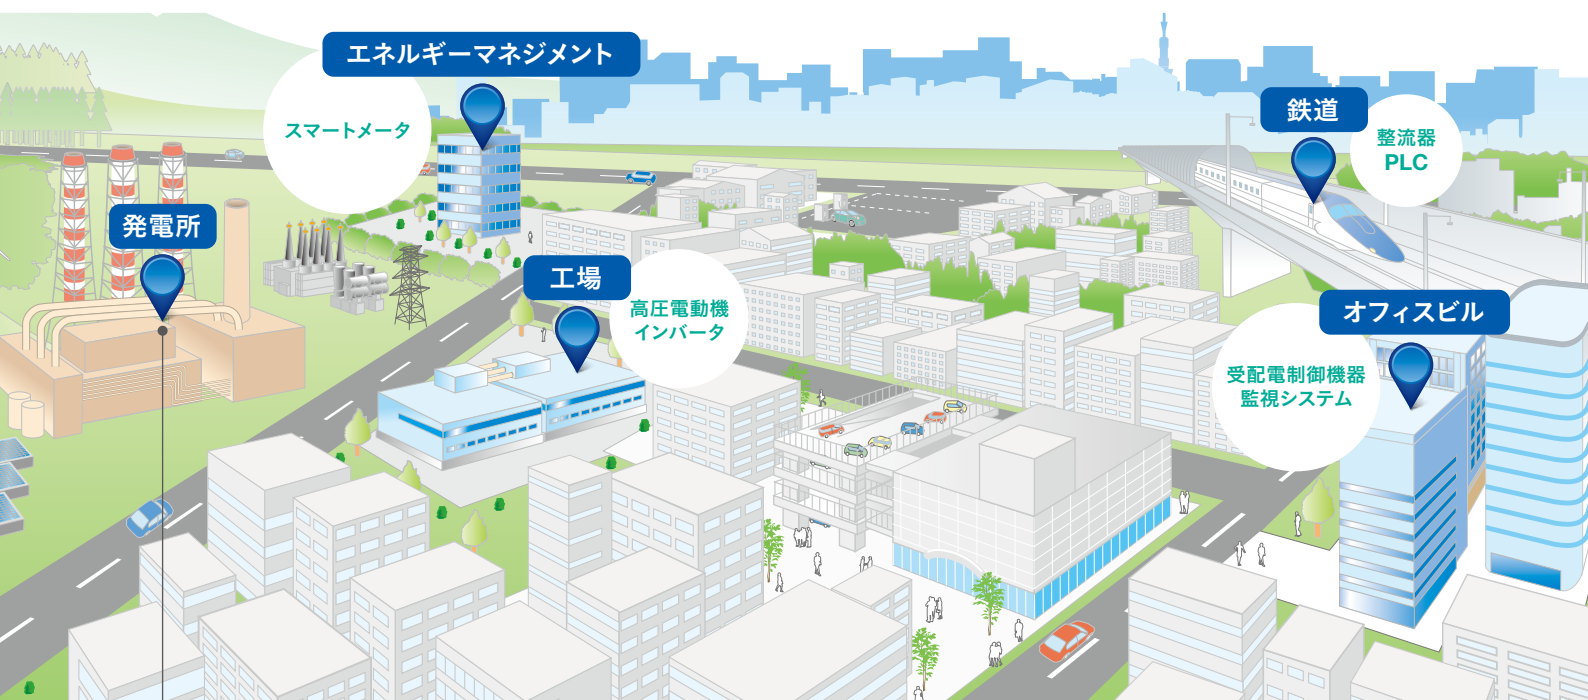 エネルギーマネジメント
スマートメータ
鉄道
整流器
PLC
発電所
工場
高圧電動機
インバータ
オフィスビル
受配電制御機器
監視システム